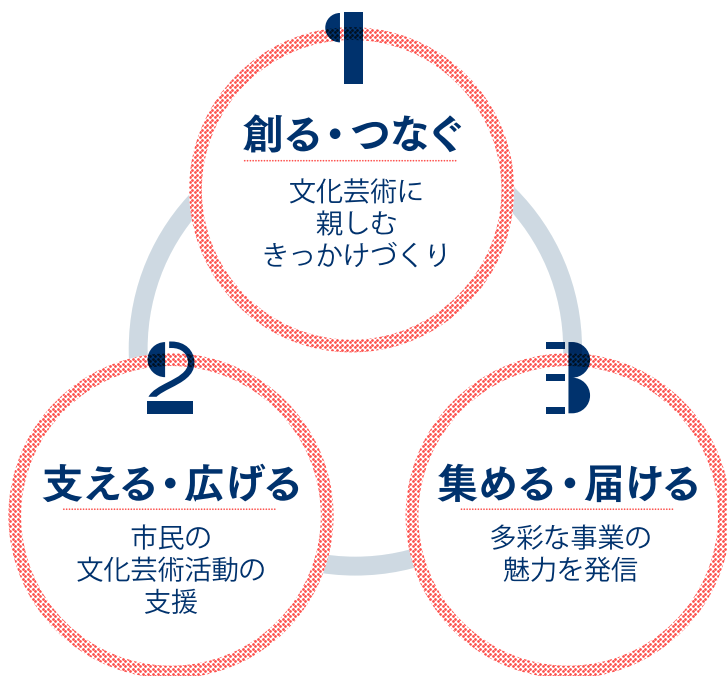 1
創る・つなぐ
文化芸術に
親しむ
きっかけづくり
2
支える・広げる
市民の
文化芸術活動の
支援
3
集める・届ける
多彩な事業の
魅力を発信